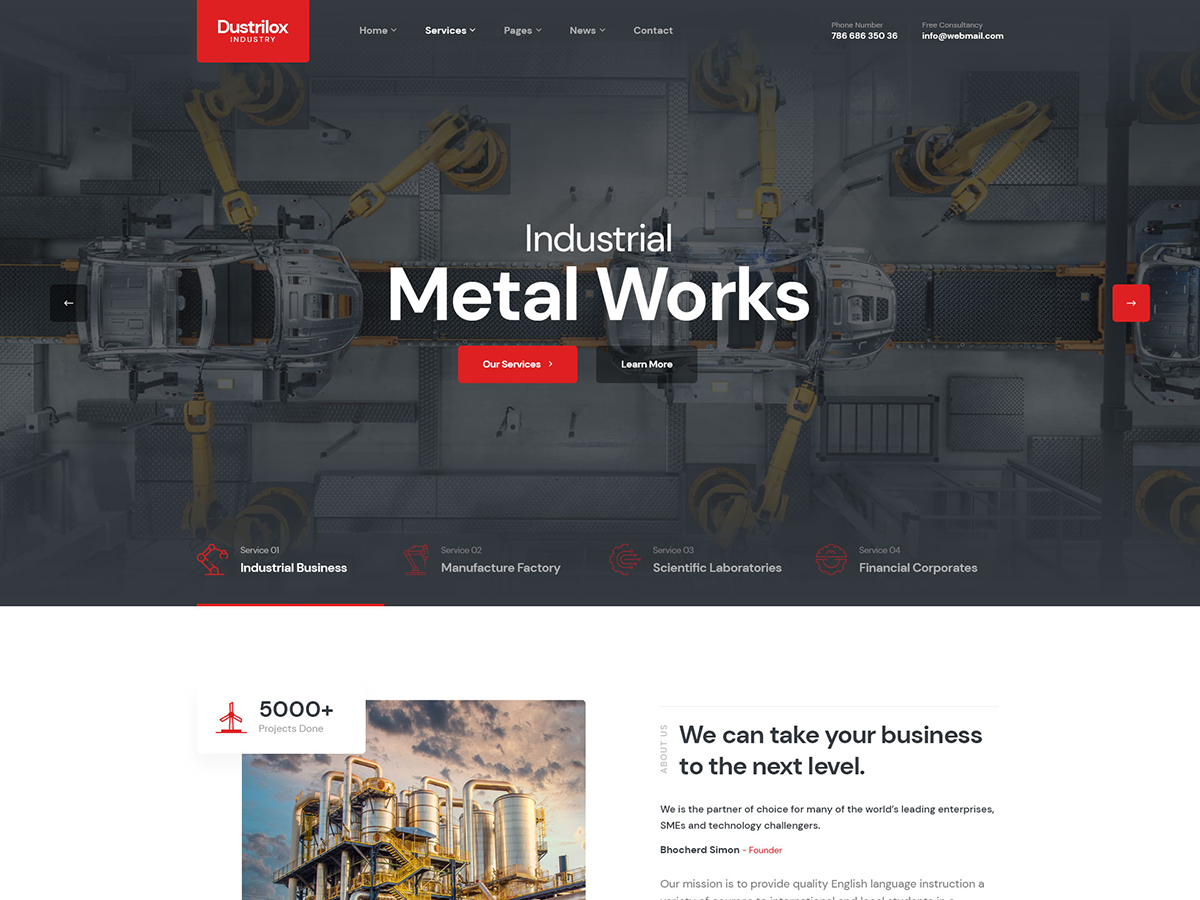 Dustrilox
INDUSTRY
Home
Services
Pages
News
Contact
Phone Number
786 686 350 36
Free Consultancy
info@webmail.com
Industrial
Metal Works
Our Services
Learn More
Service 01
Industrial Business
Service 02
Manufacture Factory
Service 03
Scientific Laboratories
Service 04
Financial Corporates
5000+
Projects Done
ABOUT US
We can take your business
to the next level.
We is the partner of choice for many of the world's leading enterprises,
SMEs and technology challengers.
Bhocherd Simon - Founder
Our mission is to provide quality English language instruction a